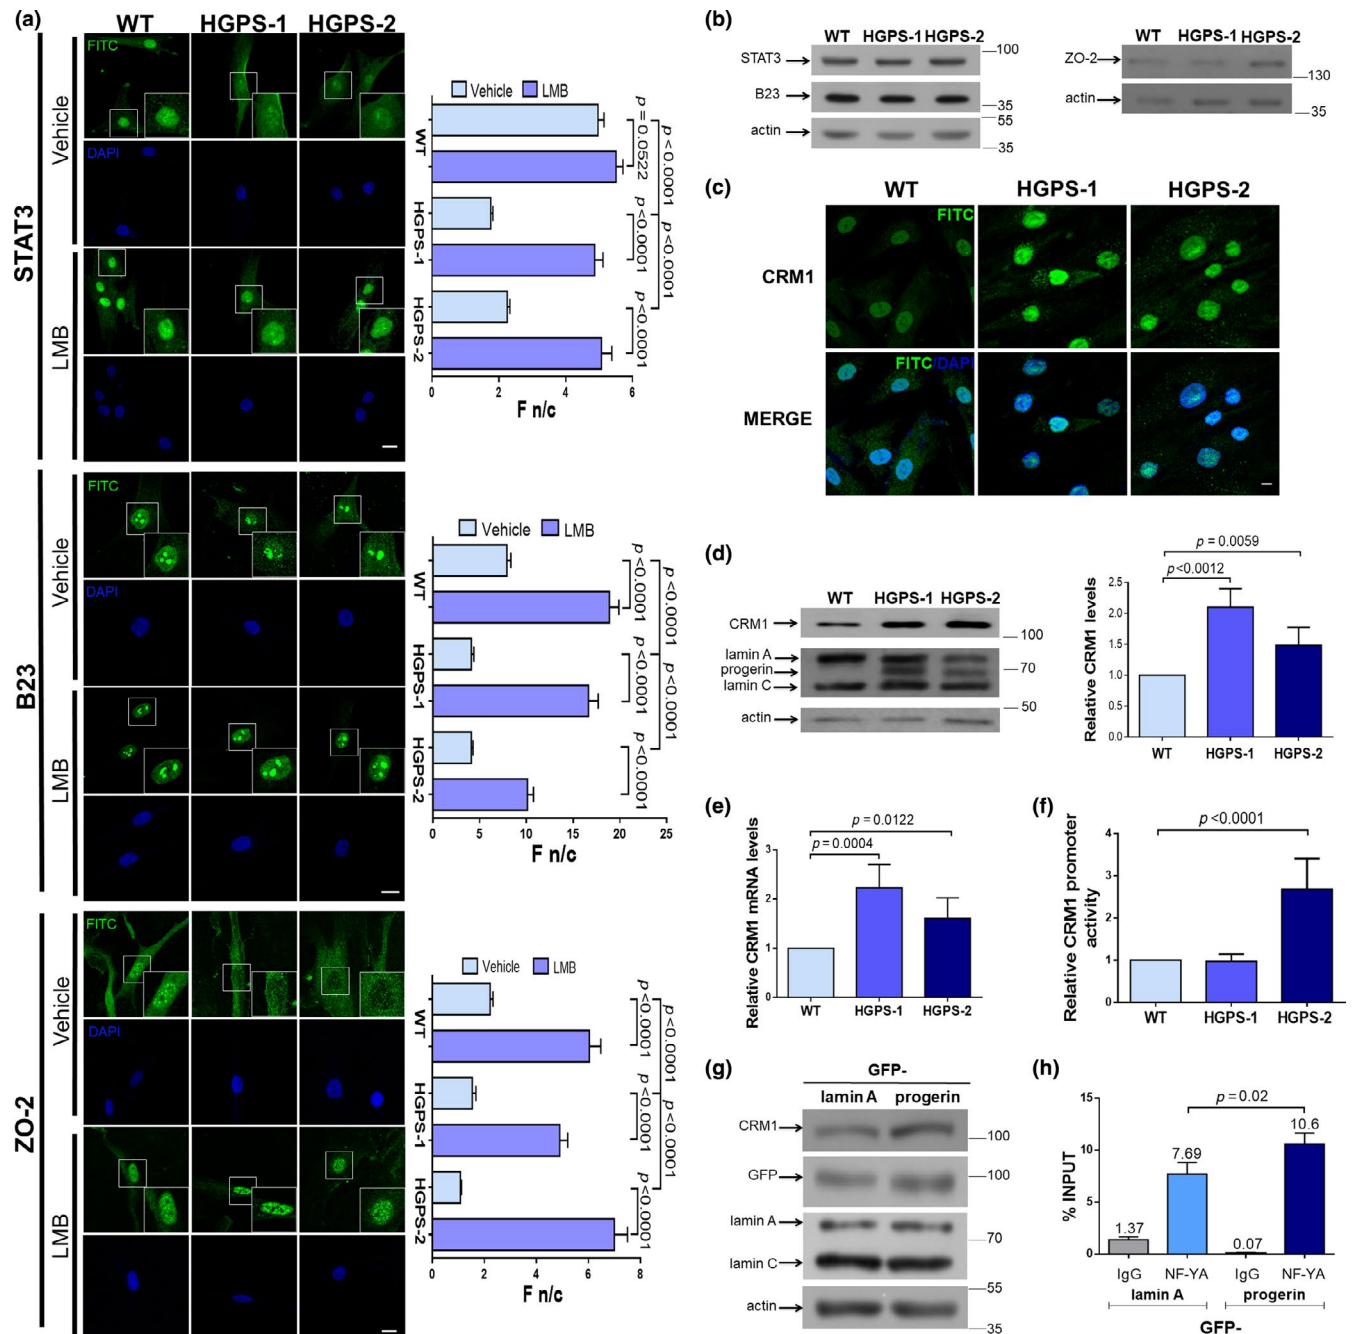 (a)
WT HGPS-1 HGPS-2
STAT3
Vehicle
FITC
DAPI
LMB
Vehicle LMB
WT
HGPS-1
HGPS-2
p=0.0522
p<0.0001
p<0.0001
p<0.0001
p<0.0001
0 2 4 6
F n/c
B23
Vehicle
FITC
DAPI
LMB
Vehicle LMB
WT
HGPS-1
HGPS-2
p<0.0001
p<0.0001
p<0.0001
p<0.0001
p<0.0001
0 5 10 15 20 25
F n/c
ZO-2
Vehicle
FITC
DAPI
LMB
Vehicle LMB
WT
HGPS-1
HGPS-2
p<0.0001
p<0.0001
p<0.0001
p<0.0001
p<0.0001
0 2 4 6 8
F n/c
(b)
WT HGPS-1 HGPS-2
STAT3
B23
actin
100
35
55
35
WT HGPS-1 HGPS-2
ZO-2
actin
130
35
(c)
WT HGPS-1 HGPS-2
FITC
CRM1
FITC/DAPI
MERGE
(d)
WT HGPS-1 HGPS-2
CRM1
lamin A
progerin
lamin C
actin
100
70
50
p = 0.0059
p<0.0012
Relative CRM1 levels
2.5
2.0
1.5
1.0
0.5
0.0
WT HGPS-1 HGPS-2
(e)
p = 0.0122
p = 0.0004
Relative CRM1 mRNA levels
3
2
1
0
WT HGPS-1 HGPS-2
(f)
p<0.0001
Relative CRM1 promoter
activity
4
3
2
1
0
WT HGPS-1 HGPS-2
(g)
GFP-
lamin A progerin
CRM1
GFP
lamin A
lamin C
actin
100
100
70
55
35
(h)
p=0.02
% INPUT
15
10
5
0
1.37
7.69
0.07
10.6
IgG NF-YA IgG NF-YA
lamin A progerin
GFP-